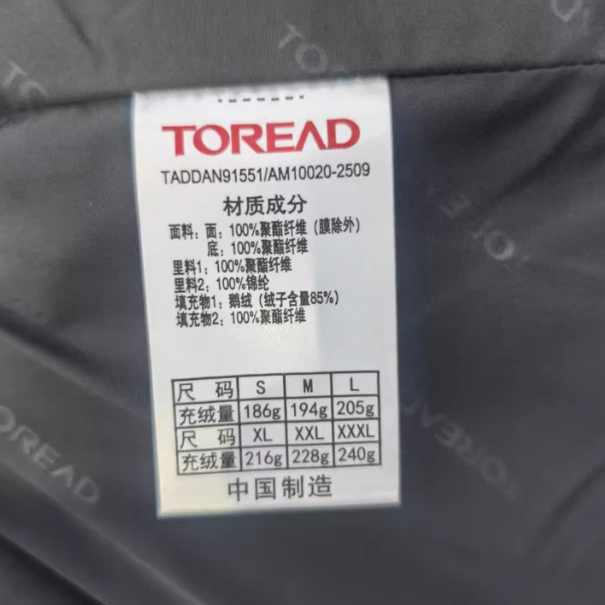 TOREAD
TADDAN91551/AM10020-2509
材质成分
面料：面：100%聚酯纤维（膜除外）
底：100%聚酯纤维
里料1：100%聚酯纤维
里料2：100%锦纶
填充物1：鹅绒（绒子含量85%）
填充物2：100%聚酯纤维
尺 码 S M L
充绒量 186g 194g 205g
尺 码 XL XXL XXXL
充绒量 216g 228g 240g
中国制造
TOREAD
TOREAD